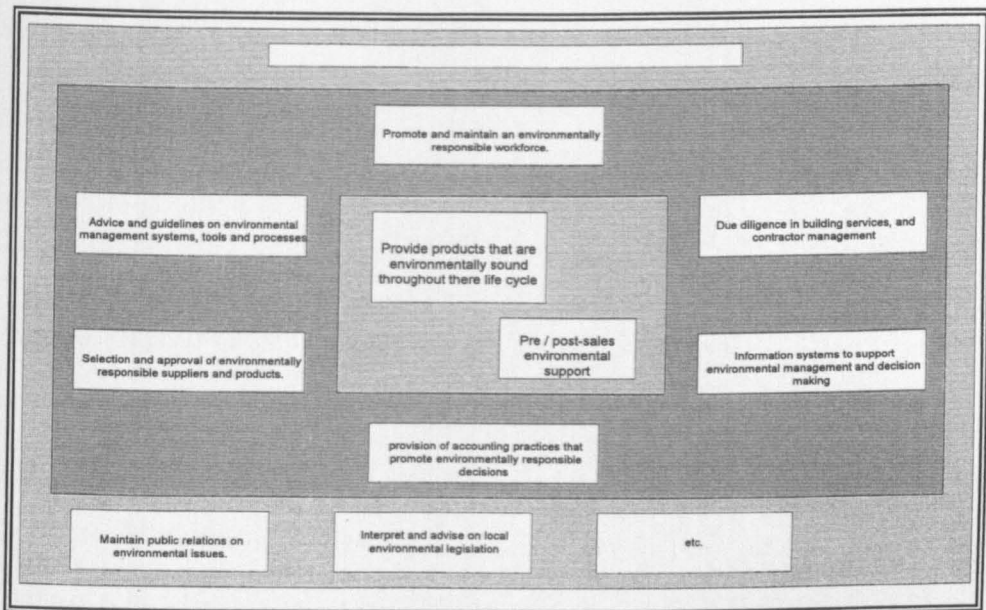 Promote and maintain an environmentally
responsible workforce.
Advice and guidelines on environmental
management systems, tools and processes
Provide products that are
environmentally sound
throughout there life cycle
Due diligence in building services, and
contractor management
Selection and approval of environmentally
responsible suppliers and products.
Pre / post-sales
environmental
support
Information systems to support
environmental management and decision
making
provision of accounting practices that
promote environmentally responsible
decisions
Maintain public relations on
environmental issues.
Interpret and advise on local
environmental legislation
etc.